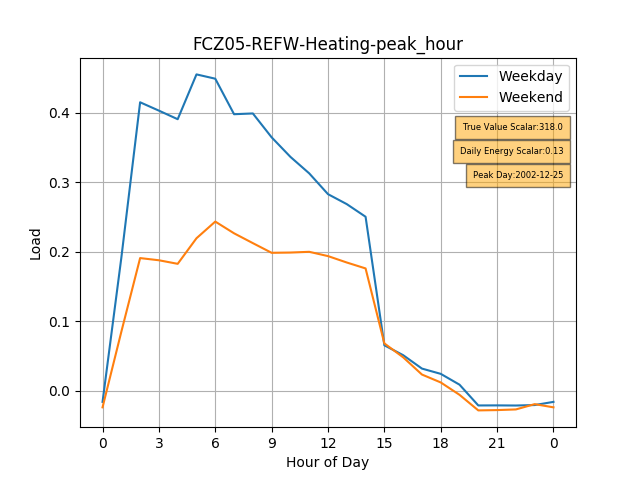 FCZ05-REFW-Heating-peak_hour
Weekday
Weekend
True Value Scalar:318.0
Daily Energy Scalar:0.13
Peak Day:2002-12-25
0.4
0.3
0.2
0.1
0.0
Load
0 3 6 9 12 15 18 21 0
Hour of Day